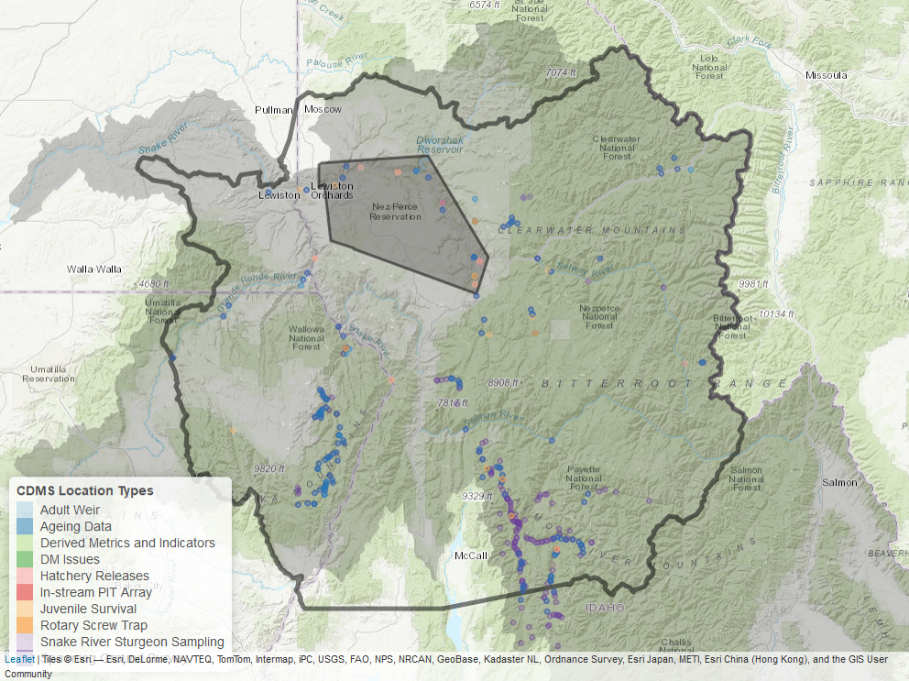 6574 ft
St. Joe
National
Forest
Palouse River
Clark Fork
Lolo
National
Forest
Missoula
7074 ft
Pullman
Moscow
Snake River
Dworshak
Reservoir
Clearwater
National
Forest
Bitterroot River
SAPPHIRE RAN
Lewiston
Lewiston
Orchards
Nez Perce
Reservation
CLEARWATER MOUNTAINS
Walla Walla
4680 ft
Grande Ronde River
Selway River
9981 ft
Umatilla
National
Forest
Wallowa
National
Forest
Snake River
Nezperce
National
Forest
10134 ft
Bitterroot
National
Forest
Umatilla
Reservation
8908 ft
BITTERROOT RANGE
7817 ft
Salmon River
9820 ft
Payette
National
Forest
Salmon
National
Forest
Salmon
9329 ft
McCall
BEAVERH
IDAHO
Challis
National
CDMS Location Types
Adult Weir
Ageing Data
Derived Metrics and Indicators
DM Issues
Hatchery Releases
In-stream PIT Array
Juvenile Survival
Rotary Screw Trap
Snake River Sturgeon Sampling
Leaflet | Tiles © Esri — Esri, DeLorme, NAVTEQ, TomTom, Intermap, iPC, USGS, FAO, NPS, NRCAN, GeoBase, Kadaster NL, Ordnance Survey, Esri Japan, METI, Esri China (Hong Kong), and the GIS User
Community